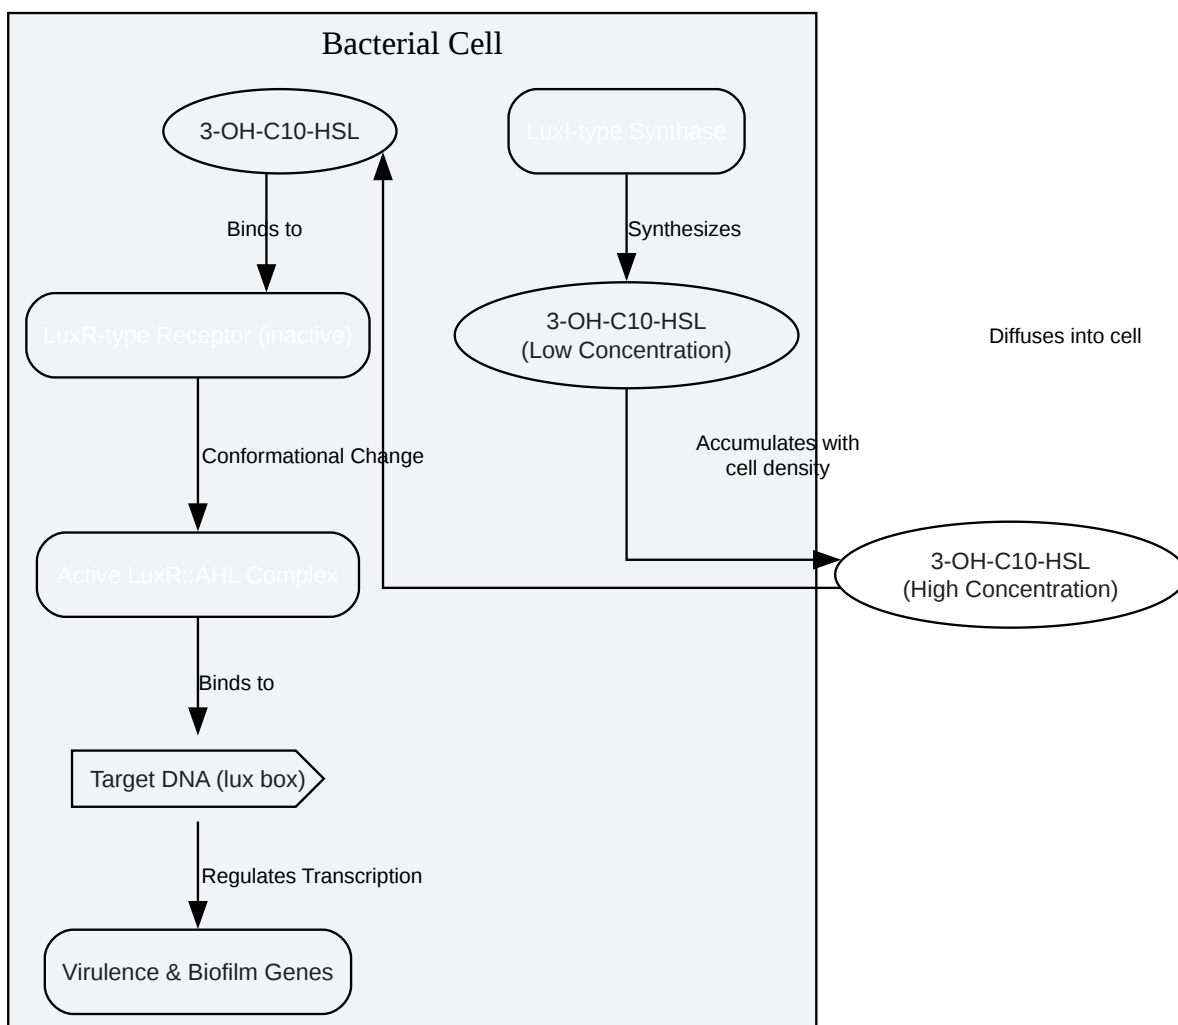 Bacterial Cell
3-OH-C10-HSL
LuxI-type Synthase
Binds to
Synthesizes
LuxR-type Receptor (inactive)
3-OH-C10-HSL
(Low Concentration)
Diffuses into cell
Conformational Change
Accumulates with
cell density
Active LuxR::AHL Complex
3-OH-C10-HSL
(High Concentration)
Binds to
Target DNA (lux box)
Regulates Transcription
Virulence & Biofilm Genes